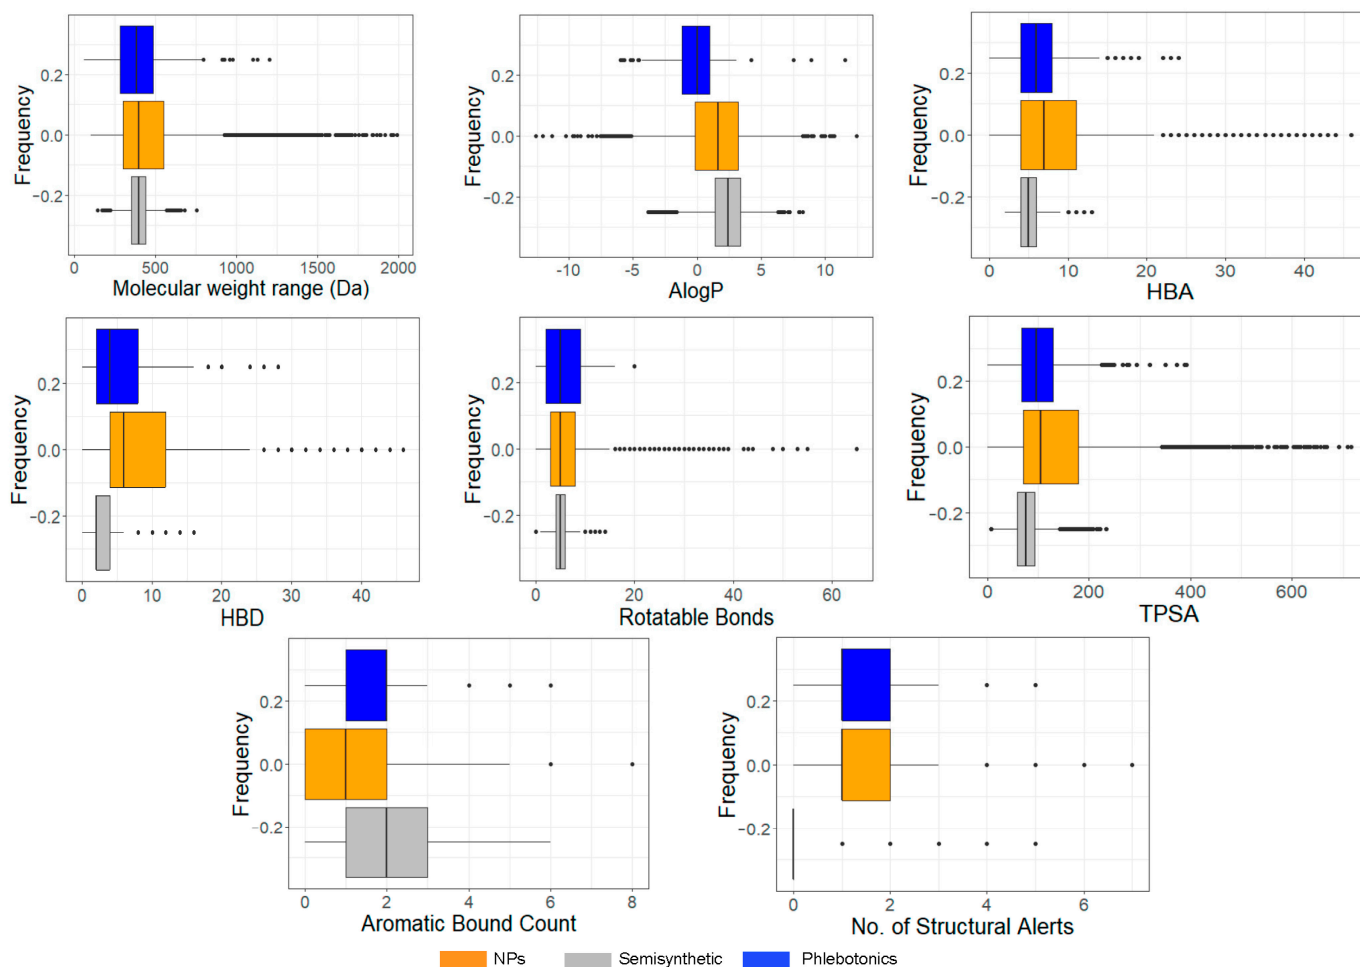 Frequency
0.2
0.0
−0.2
0 500 1000 1500 2000
Molecular weight range (Da)
Frequency
0.2
0.0
−0.2
-10 -5 0 5 10
AlogP
Frequency
0.2
0.0
−0.2
0 10 20 30 40
HBA
Frequency
0.2
0.0
−0.2
0 10 20 30 40
HBD
Frequency
0.2
0.0
−0.2
0 20 40 60
Rotatable Bonds
Frequency
0.2
0.0
−0.2
0 200 400 600
TPSA
Frequency
0.2
0.0
−0.2
0 2 4 6 8
Aromatic Bound Count
Frequency
0.2
0.0
−0.2
0 2 4 6
No. of Structural Alerts
NPs Semisynthetic Phlebotonics